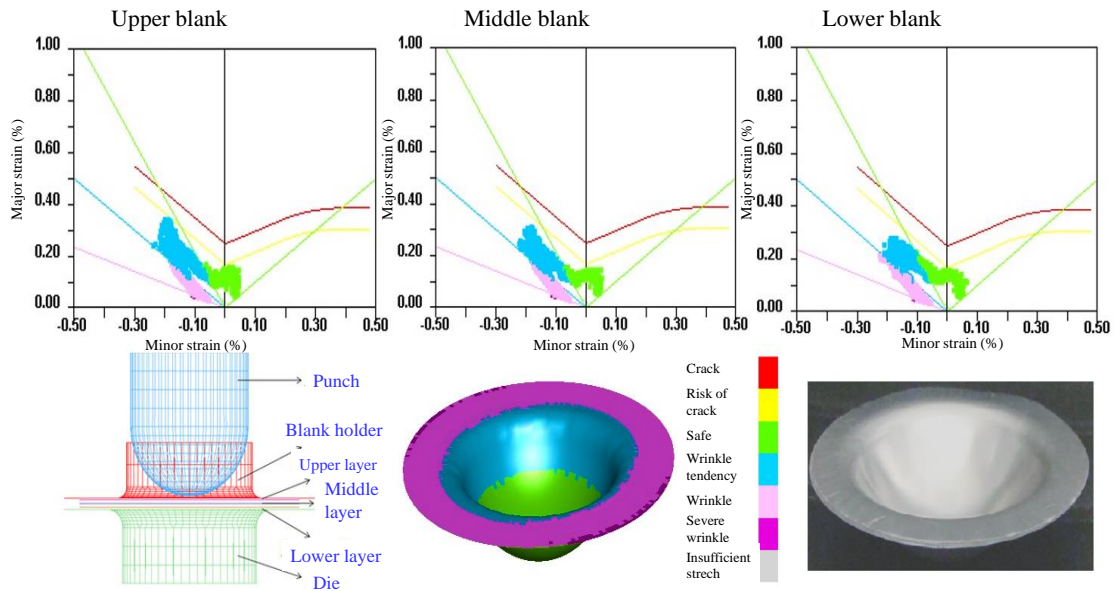 Upper blank
Middle blank
Lower blank
1.00
0.80
0.60
0.40
0.20
0.00
Major strain (%)
-0.50
-0.30
-0.10
0.10
0.30
0.50
Minor strain (%)
1.00
0.80
0.60
0.40
0.20
0.00
Major strain (%)
-0.50
-0.30
-0.10
0.10
0.30
0.50
Minor strain (%)
1.00
0.80
0.60
0.40
0.20
0.00
Major strain (%)
-0.50
-0.30
-0.10
0.10
0.30
0.50
Minor strain (%)
Punch
Blank holder
Upper layer
Middle
layer
Lower layer
Die
Crack
Risk of
crack
Safe
Wrinkle
tendency
Wrinkle
Severe
wrinkle
Insufficient
strech